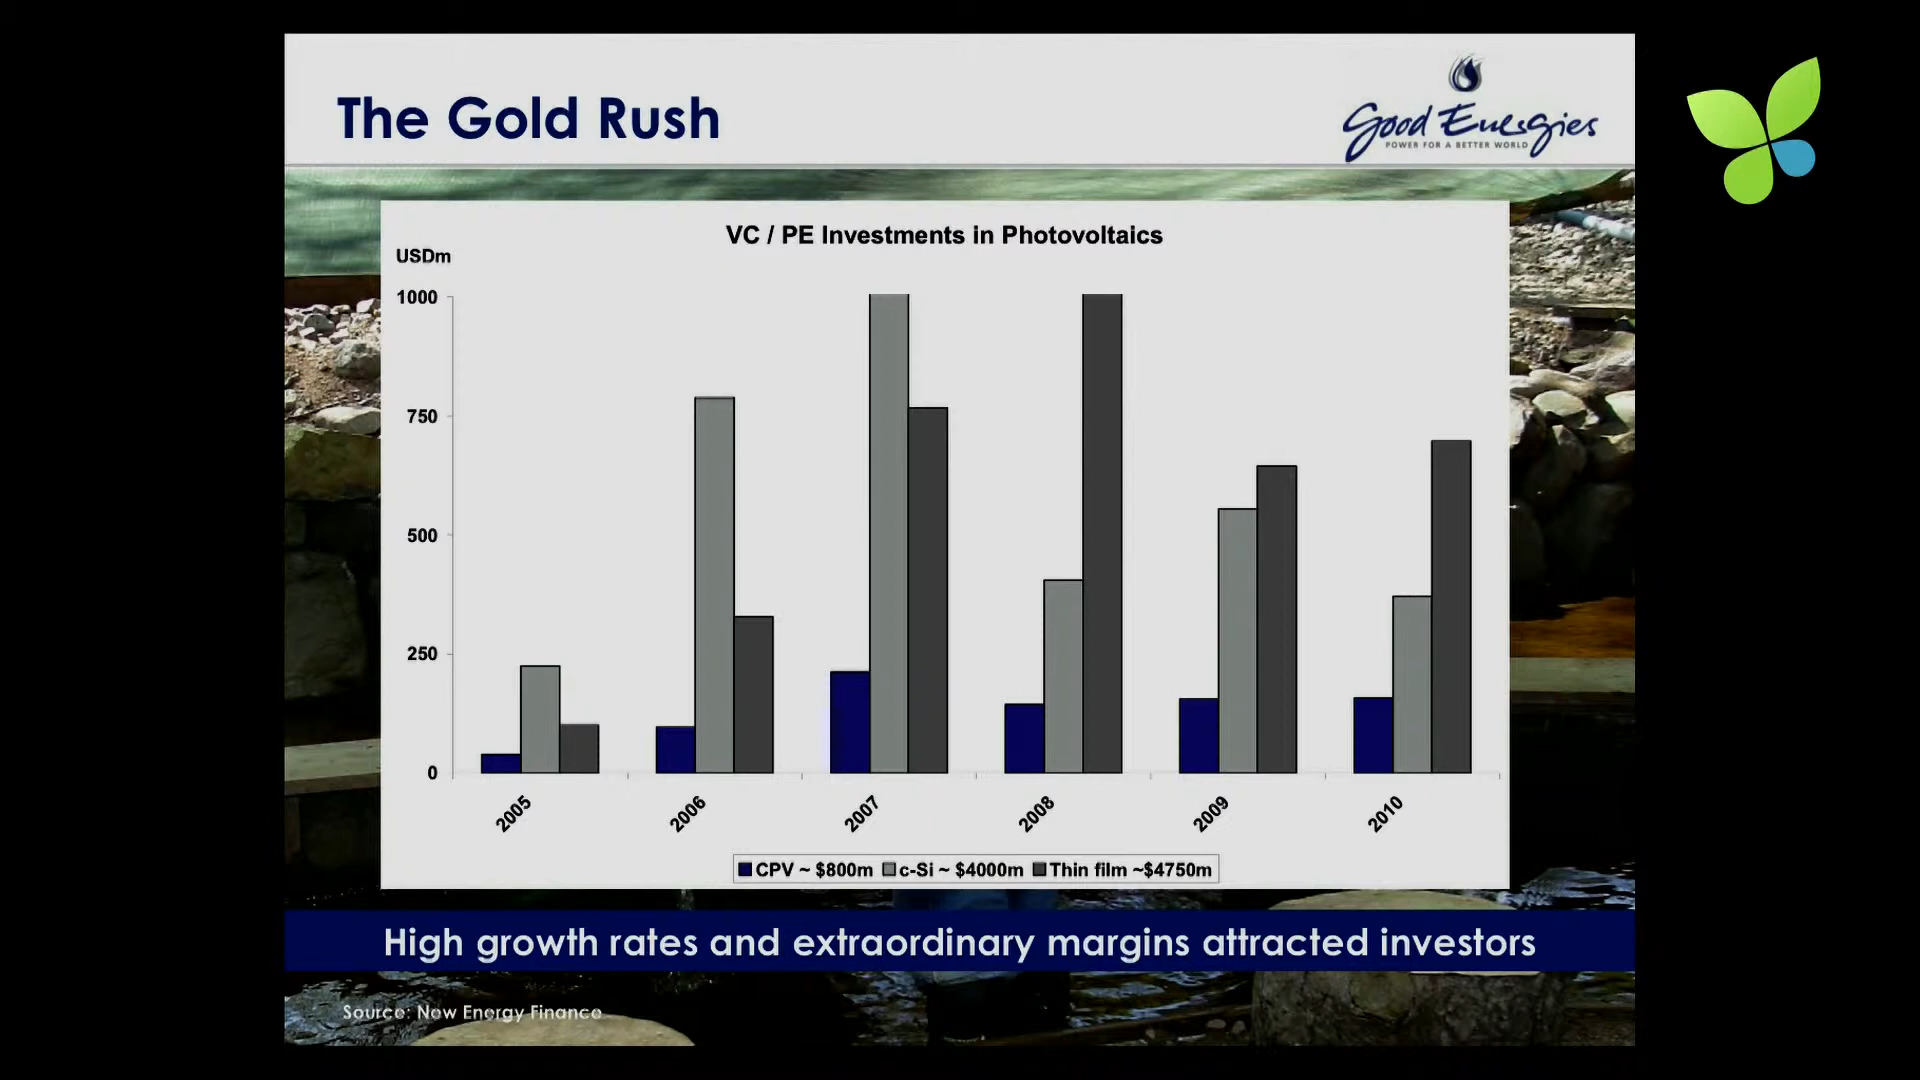 The Gold Rush
Good Energies
POWER FOR A BETTER WORLD
VC / PE Investments in Photovoltaics
USDm
1000
750
500
250
0
2005
2006
2007
2008
2009
2010
CPV ~ $800m c-Si ~ $4000m Thin film ~$4750m
High growth rates and extraordinary margins attracted investors
Source: New Energy Finance